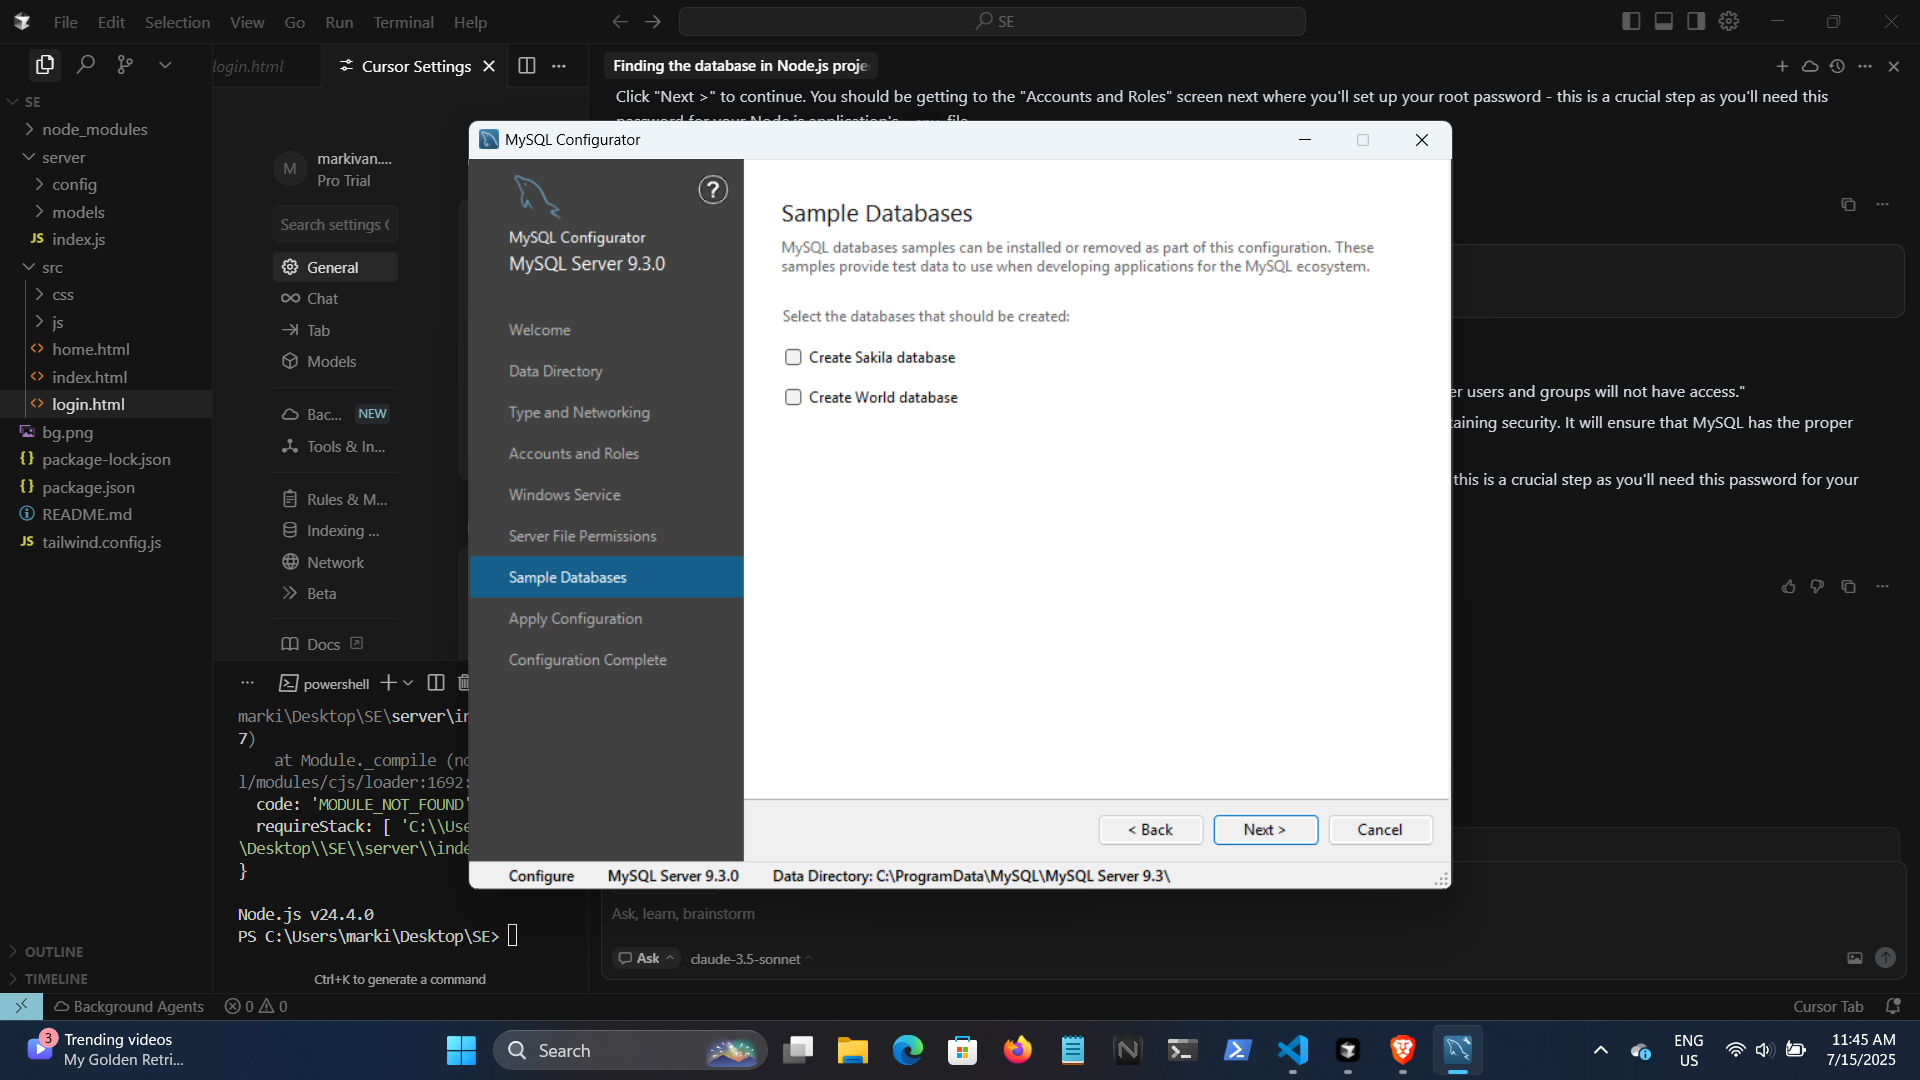 File Edit Selection View Go Run Terminal Help
SE
login.html
Cursor Settings
Finding the database in Node.js proje
SE
node_modules
server
config
models
JS index.js
src
css
js
home.html
index.html
login.html
bg.png
package-lock.json
package.json
README.md
JS tailwind.config.js
OUTLINE
TIMELINE
M
markivan....
Pro Trial
Search settings
General
Chat
Tab
Models
Bac... NEW
Tools & In...
Rules & M...
Indexing ...
Network
Beta
Docs
powershell
marki\Desktop\SE\server\in
7)
at Module._compile (no
l/modules/cjs/loader:1692:
code: 'MODULE_NOT_FOUND'
requireStack: [ 'C:\\Use
\Desktop\\SE\\server\\inde
}
Node.js v24.4.0
PS C:\Users\marki\Desktop\SE>
Ctrl+K to generate a command
Click "Next >" to continue. You should be getting to the "Accounts and Roles" screen next where you'll set up your root password - this is a crucial step as you'll need this
er users and groups will not have access."
taining security. It will ensure that MySQL has the proper
this is a crucial step as you'll need this password for your
MySQL Configurator
?
MySQL Configurator
MySQL Server 9.3.0
Welcome
Data Directory
Type and Networking
Accounts and Roles
Windows Service
Server File Permissions
Sample Databases
Apply Configuration
Configuration Complete
Sample Databases
MySQL databases samples can be installed or removed as part of this configuration. These
samples provide test data to use when developing applications for the MySQL ecosystem.
Select the databases that should be created:
Create Sakila database
Create World database
< Back Next > Cancel
Configure MySQL Server 9.3.0 Data Directory: C:\ProgramData\MySQL\MySQL Server 9.3\
Ask, learn, brainstorm
Ask claude-3.5-sonnet
Background Agents 0 0
Cursor Tab
3
Trending videos
My Golden Retri...
Search
ENG
US
11:45 AM
7/15/2025